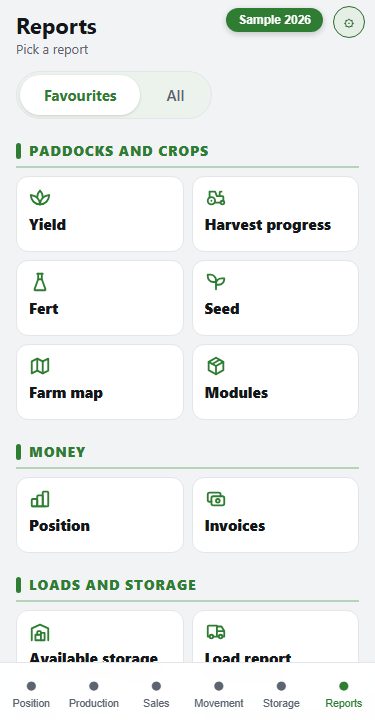 Reports
Sample 2026
Pick a report
Favourites
All
PADDOCKS AND CROPS
Yield
Harvest progress
Fert
Seed
Farm map
Modules
MONEY
Position
Invoices
LOADS AND STORAGE
Available storage
Load report
Position
Production
Sales
Movement
Storage
Reports